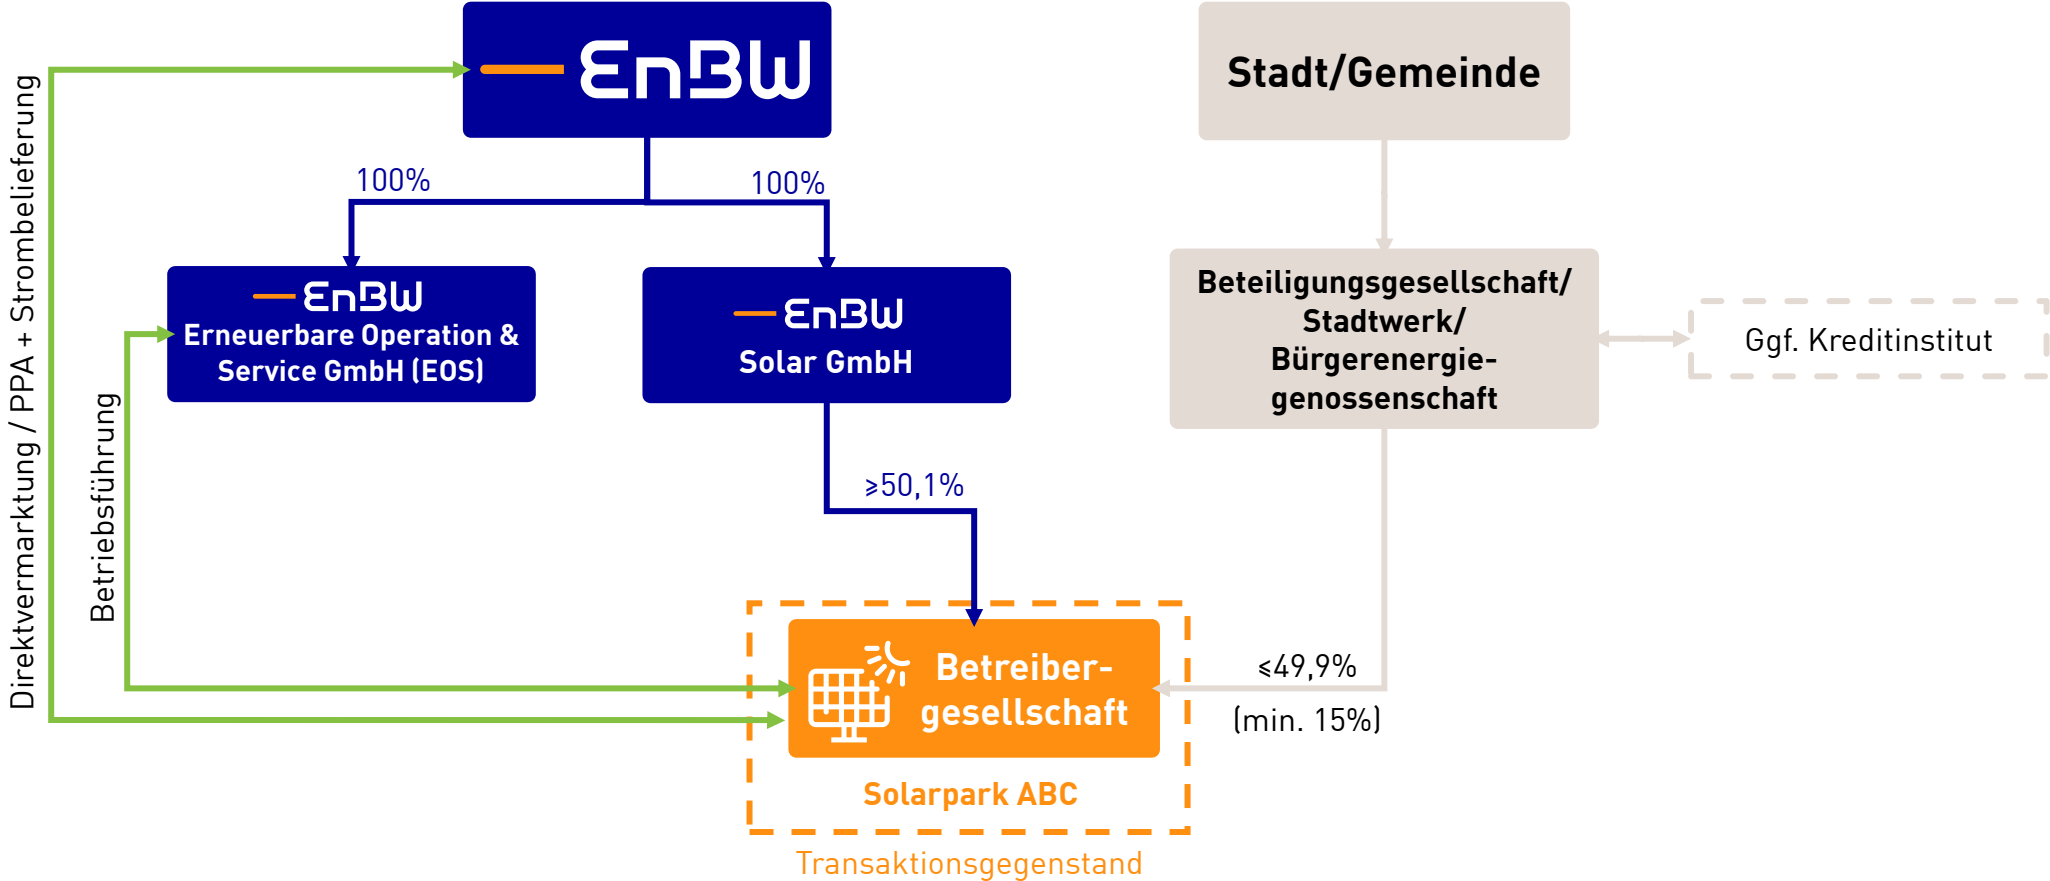 EnBW
Stadt/Gemeinde
100%
100%
EnBW
Erneuerbare Operation &
Service GmbH (EOS)
EnBW
Solar GmbH
Beteiligungsgesellschaft/
Stadtwerk/
Bürgerenergie-
genossenschaft
Ggf. Kreditinstitut
Direktvermarktung / PPA + Strombelieferung
Betriebsführung
≥50,1%
≤49,9%
(min. 15%)
Betreiber-
gesellschaft
Solarpark ABC
Transaktionsgegenstand